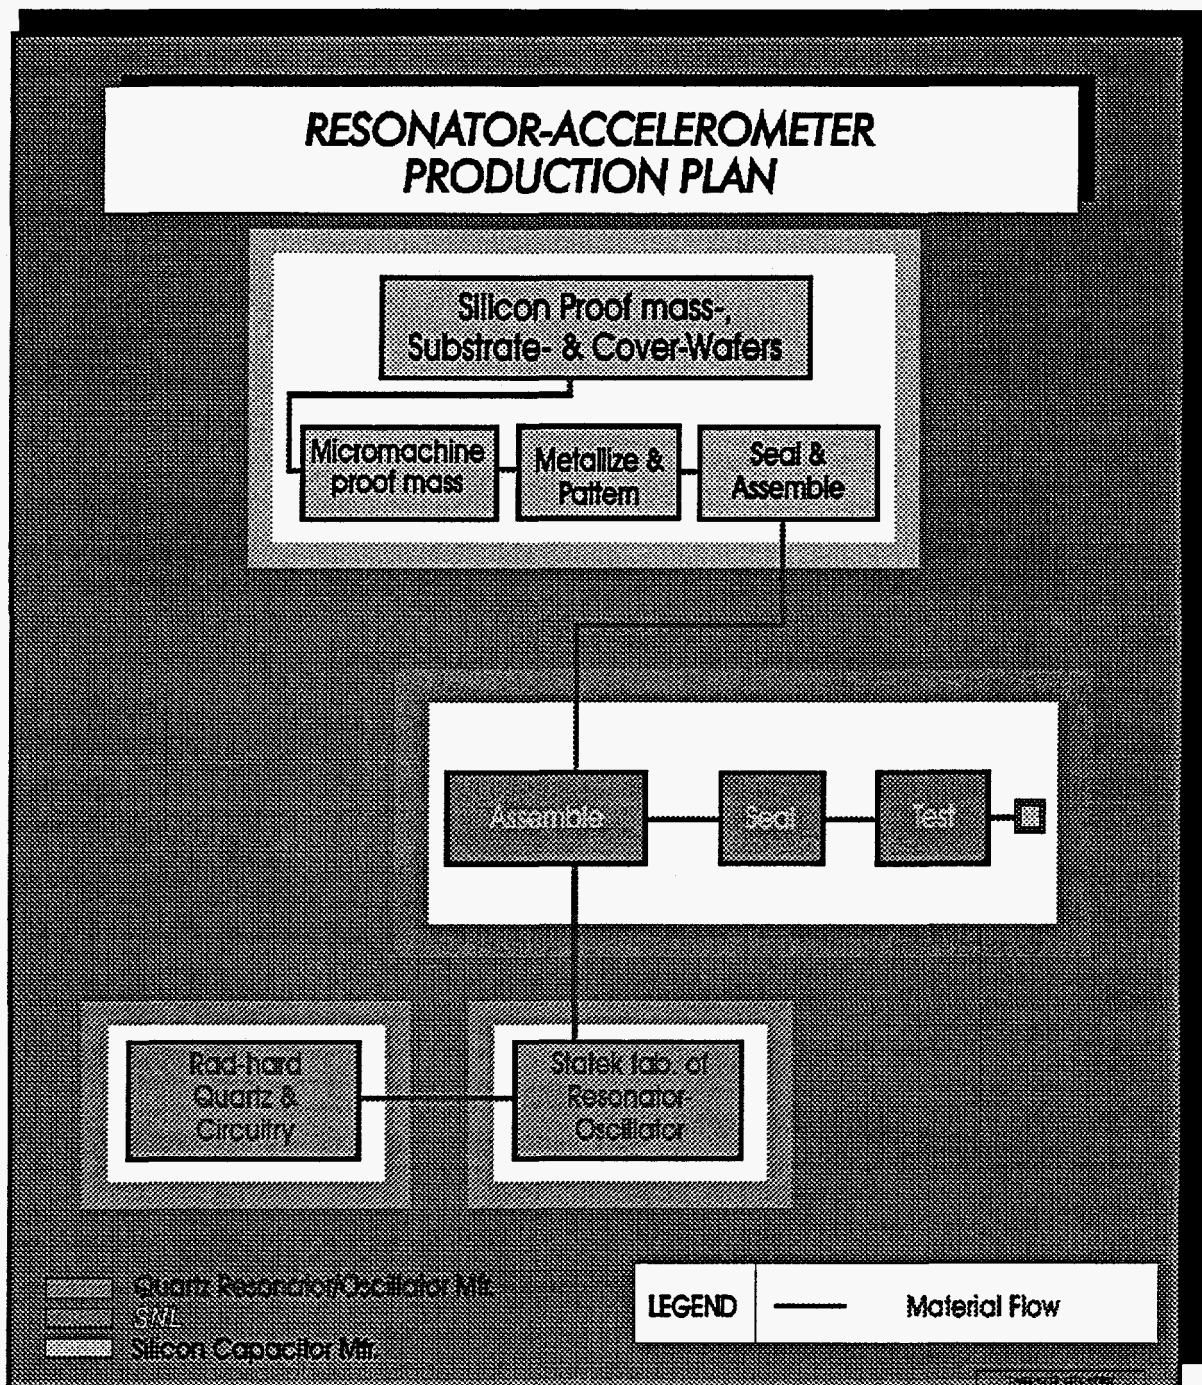 RESONATOR-ACCELEROMETER
PRODUCTION PLAN
Silicon Proof mass-,
Substrate- & Cover-Wafers
Micromachine
proof mass
Metallize &
Pattern
Seal &
Assemble
Assemble
Seal
Test
Rad-hard
Quartz &
Circuitry
Statek fab. of
Resonator-
Oscillator
Quartz Resonator/Oscillator Mfr.
SNL
Silicon Capacitor Mfr.
LEGEND
Material Flow